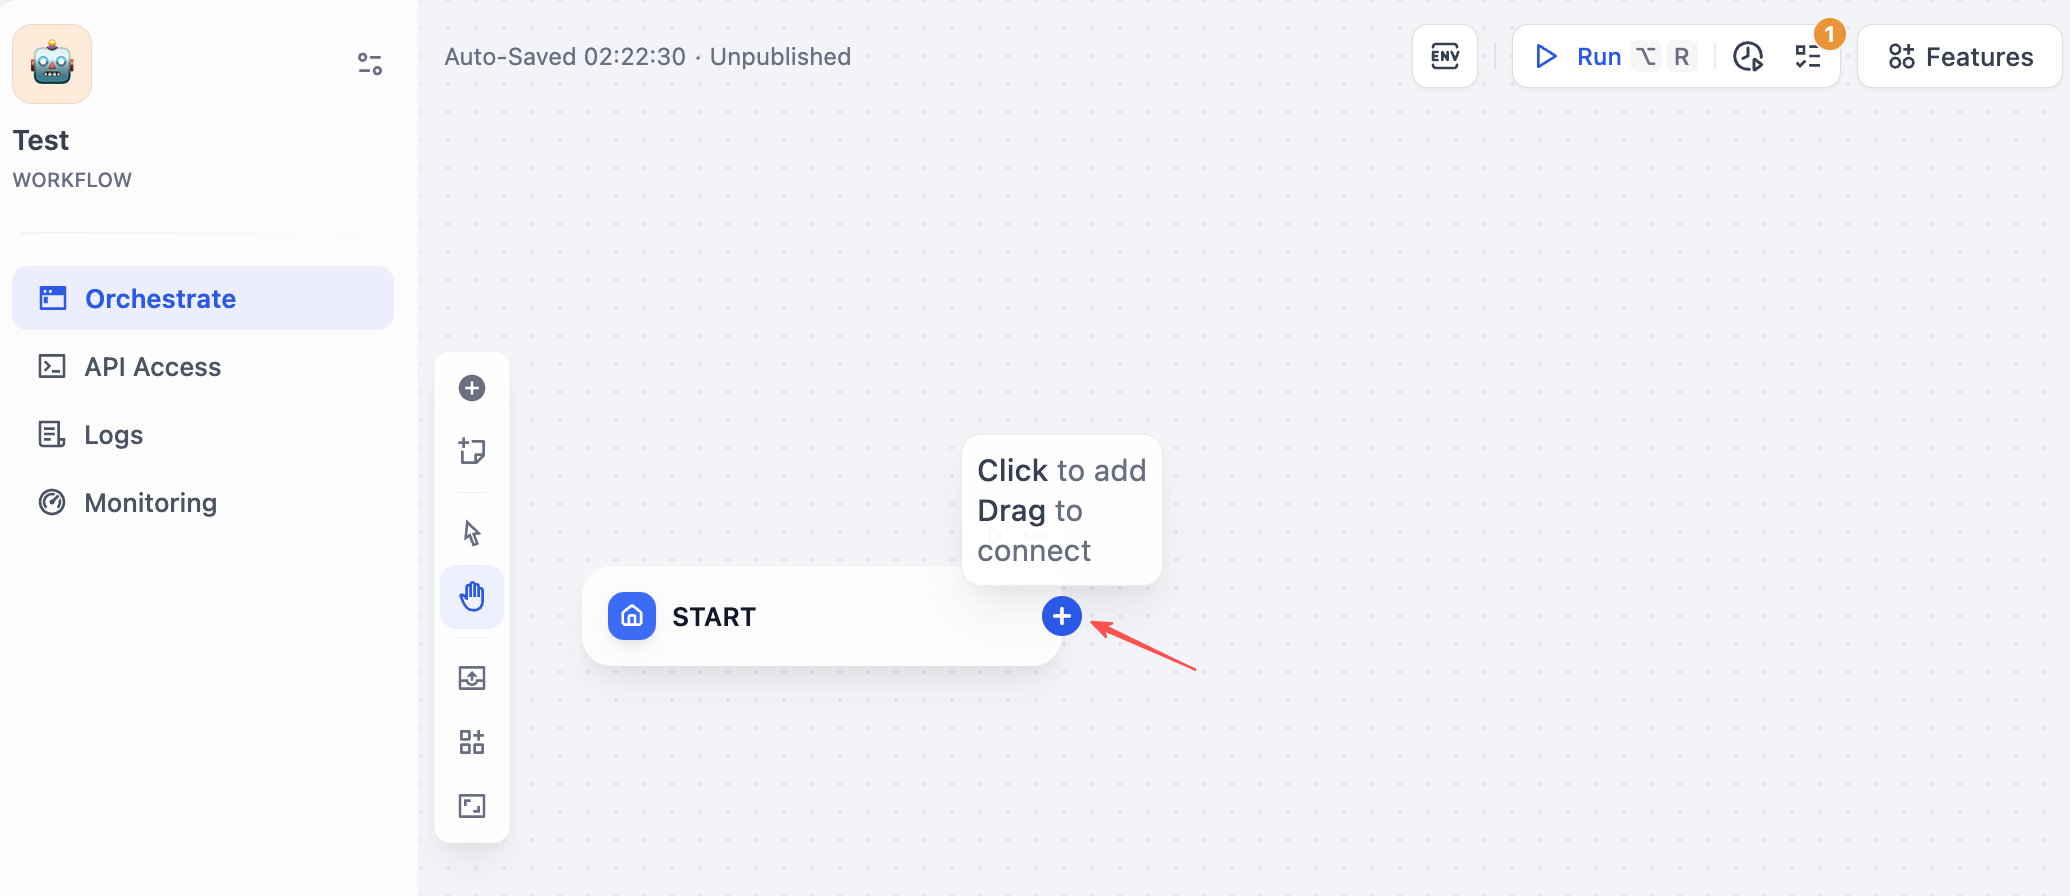 Test
WORKFLOW
Orchestrate
API Access
Logs
Monitoring
Auto-Saved 02:22:30 · Unpublished
ENV
Run ⌥ R
1
Features
Click to add
Drag to
connect
START